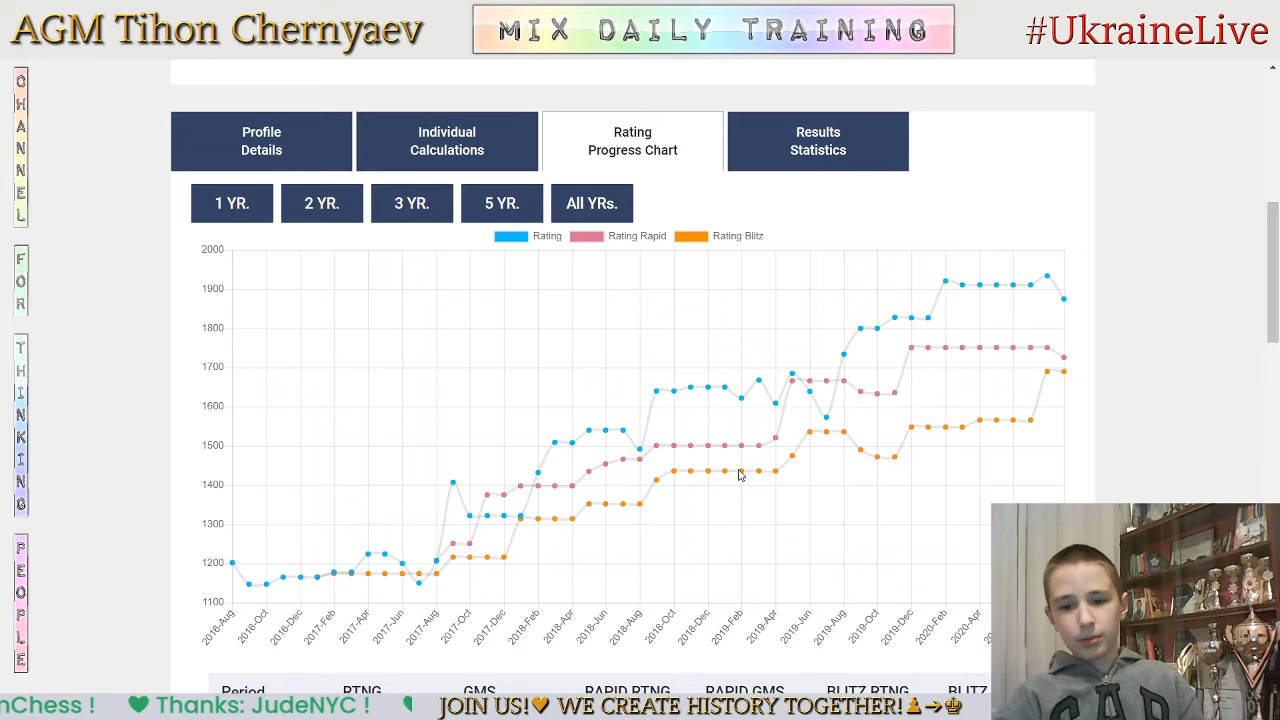 AGM Tihon Chernyaev
MIX DAILY TRAINING
#UkraineLive
CHANNEL
FOR
THINKING
PEOPLE
Profile
Details
Individual
Calculations
Rating
Progress Chart
Results
Statistics
1 YR.
2 YR.
3 YR.
5 YR.
All YRs.
Rating
Rating Rapid
Rating Blitz
2000
1900
1800
1700
1600
1500
1400
1300
1200
1100
2016-Aug
2016-Oct
2016-Dec
2017-Feb
2017-Apr
2017-Jun
2017-Aug
2017-Oct
2017-Dec
2018-Feb
2018-Apr
2018-Jun
2018-Aug
2018-Oct
2018-Dec
2019-Feb
2019-Apr
2019-Jun
2019-Aug
2019-Oct
2019-Dec
2020-Feb
2020-Apr
Period RTNG GMS RAPID RTNG RAPID GMS BLITZ RTNG BLITZ
nChess ! Thanks: JudeNYC !
JOIN US! WE CREATE HISTORY TOGETHER!